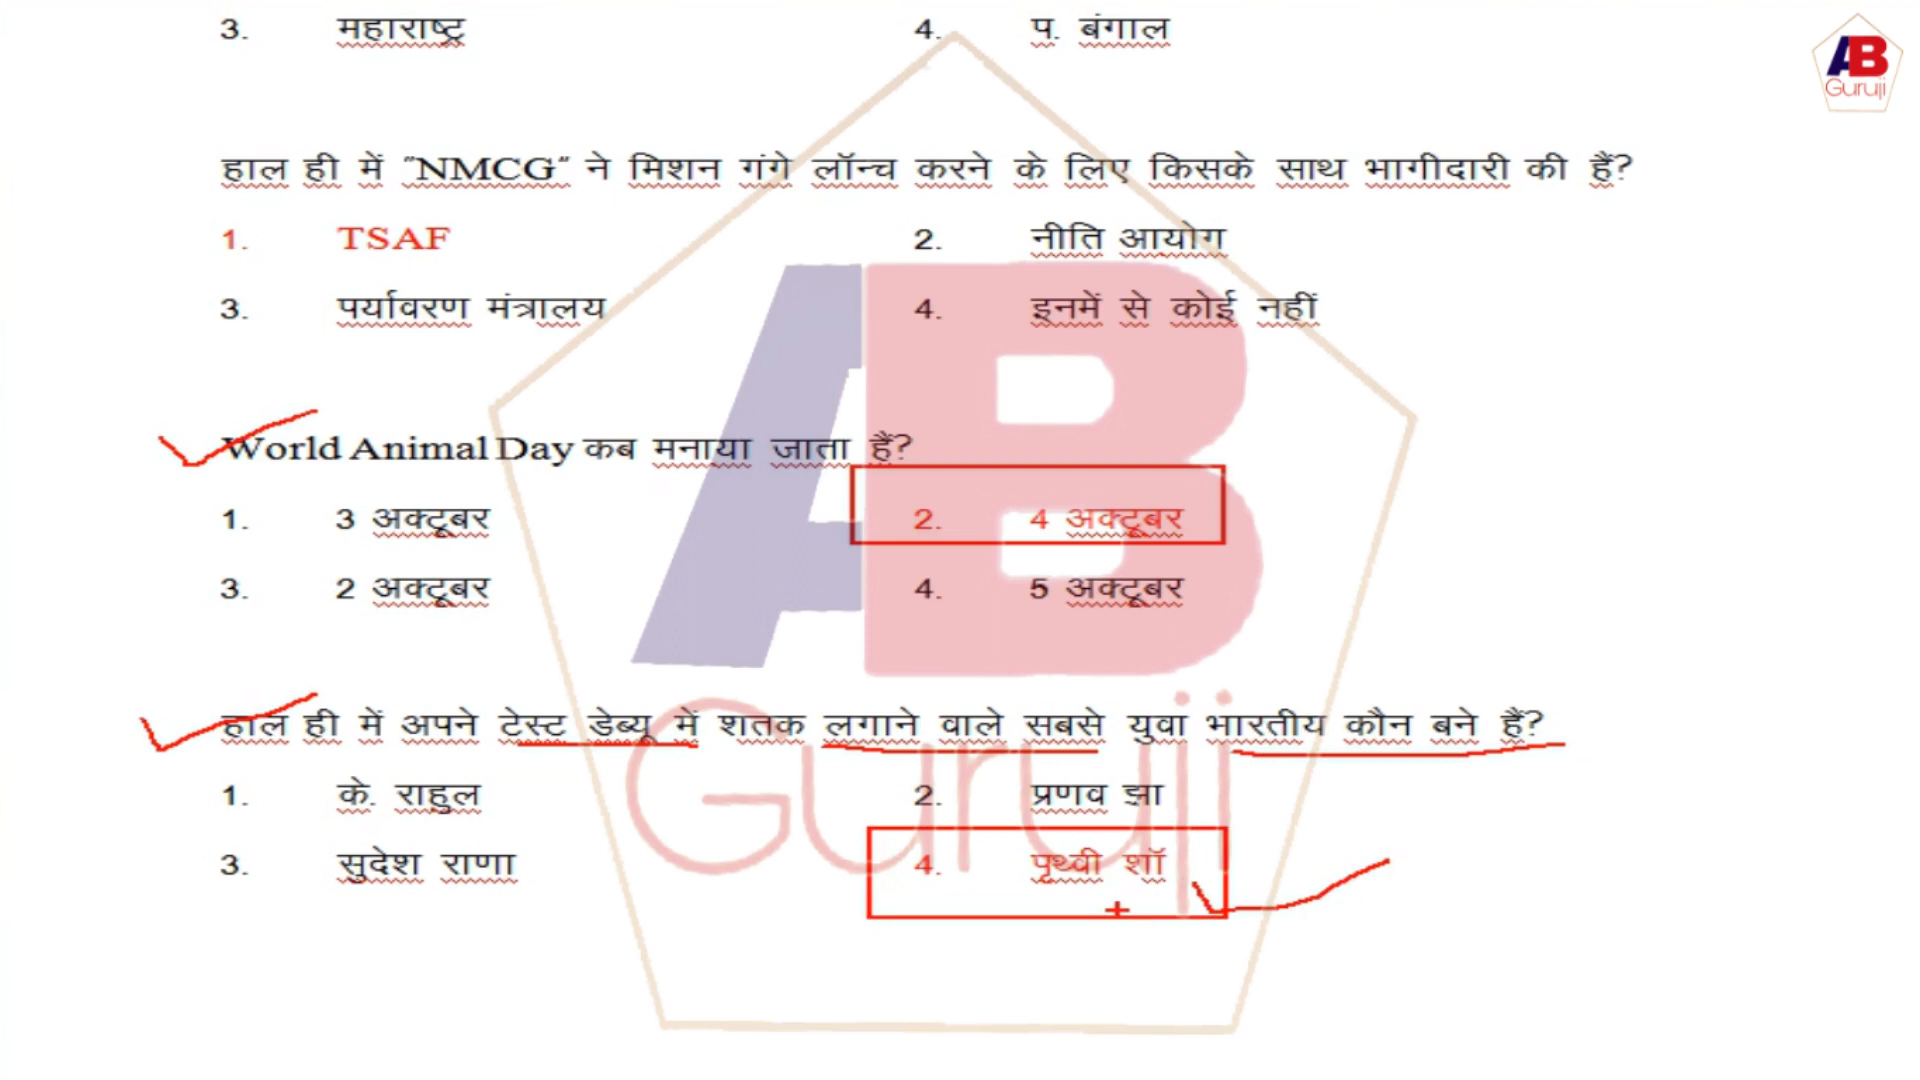 3. महाराष्ट्र 4. प. बंगाल
AB
Guruji
हाल ही में "NMCG" ने मिशन गंगे लॉन्च करने के लिए किसके साथ भागीदारी की हैं?
1. TSAF 2. नीति आयोग
3. पर्यावरण मंत्रालय 4. इनमें से कोई नहीं
World Animal Day कब मनाया जाता हैं?
1. 3 अक्टूबर 2. 4 अक्टूबर
3. 2 अक्टूबर 4. 5 अक्टूबर
हाल ही में अपने टेस्ट डेब्यू में शतक लगाने वाले सबसे युवा भारतीय कौन बने हैं?
1. के. राहुल 2. प्रणव झा
3. सुदेश राणा 4. पृथ्वी शॉ
AB
Guruji